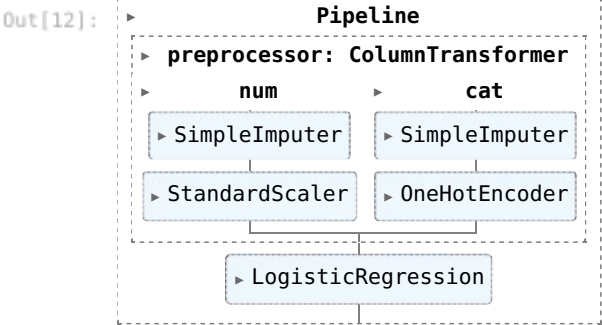 Out[12]:
▸ Pipeline
▸ preprocessor: ColumnTransformer
▸ num ▸ cat
▸ SimpleImputer ▸ SimpleImputer
▸ StandardScaler ▸ OneHotEncoder
▸ LogisticRegression